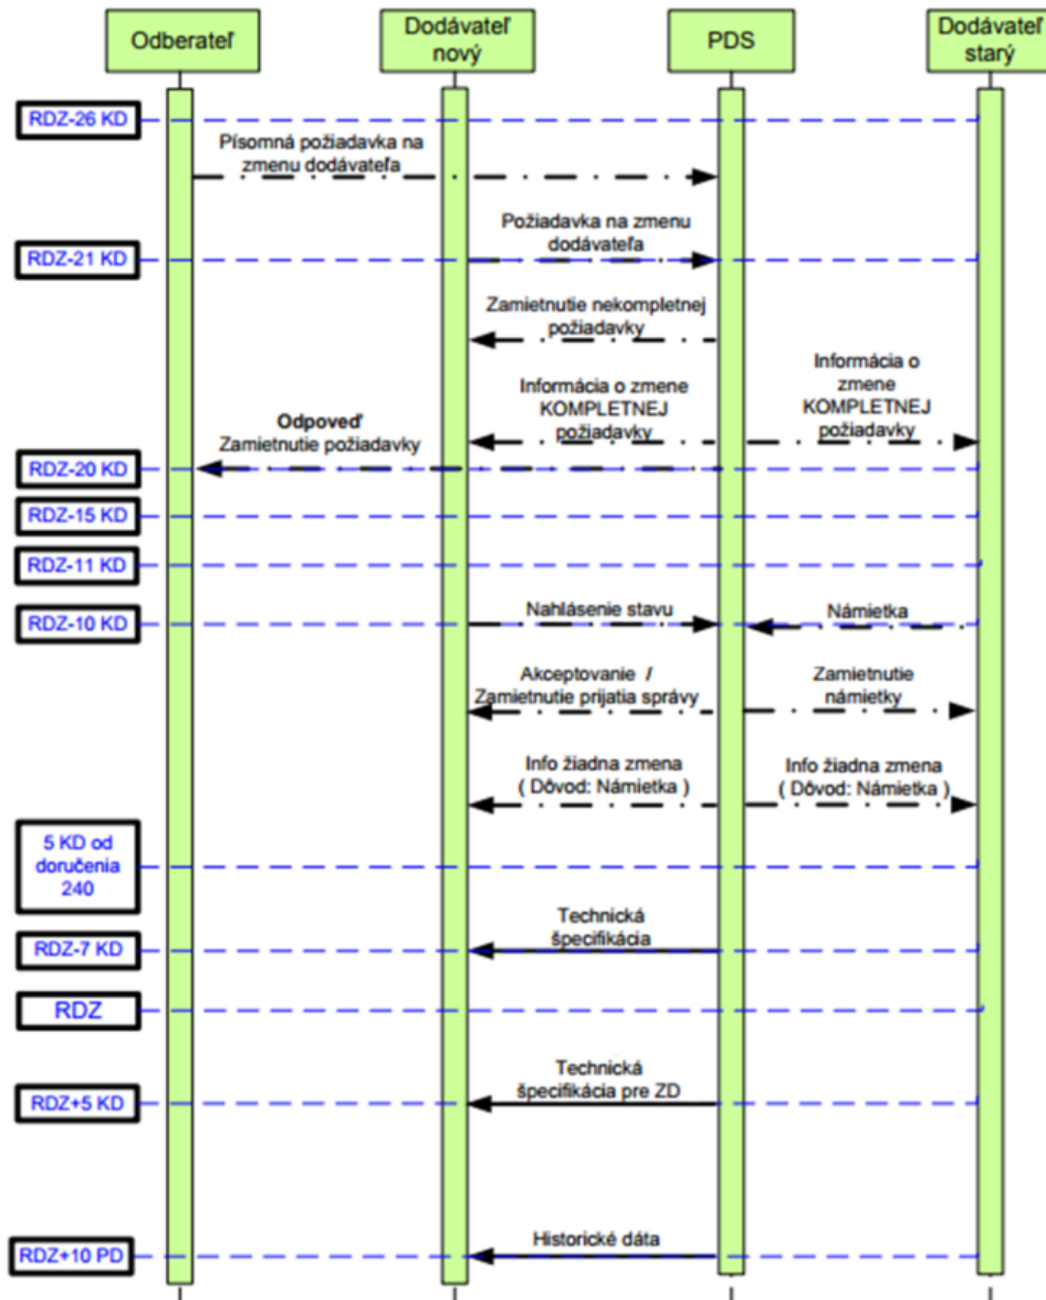 Odberateľ
Dodávateľ
nový
PDS
Dodávateľ
starý
RDZ-26 KD
Písomná požiadavka na
zmenu dodávateľa
Požiadavka na zmenu
dodávateľa
RDZ-21 KD
Zamietnutie nekompletnej
požiadavky
Informácia o zmene
KOMPLETNEJ
požiadavky
Informácia o
zmene
KOMPLETNEJ
požiadavky
Odpoveď
Zamietnutie požiadavky
RDZ-20 KD
RDZ-15 KD
RDZ-11 KD
RDZ-10 KD
Nahlásenie stavu
Námietka
Akceptovanie /
Zamietnutie prijatia správy
Zamietnutie
námietky
Info žiadna zmena
( Dôvod: Námietka )
Info žiadna zmena
( Dôvod: Námietka )
5 KD od
doručenia
240
Technická
špecifikácia
RDZ-7 KD
RDZ
Technická
špecifikácia pre ZD
RDZ+5 KD
Historické dáta
RDZ+10 PD